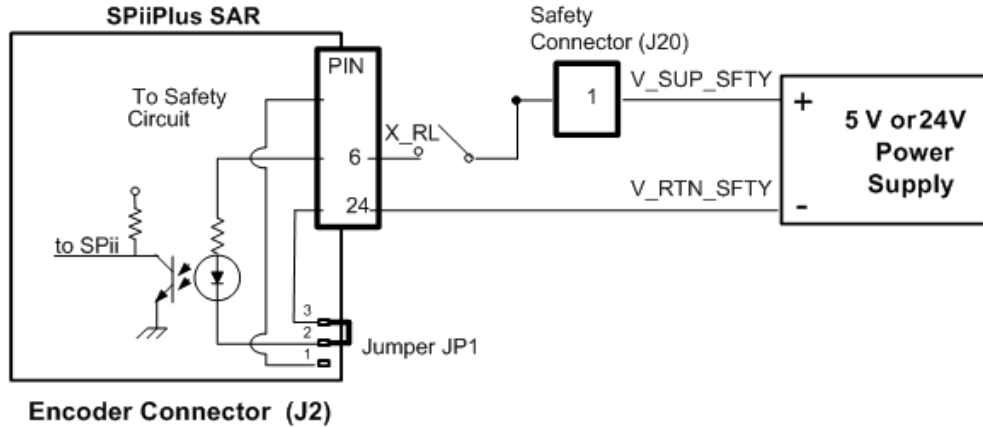 SPiiPlus SAR
Safety
Connector (J20)
PIN
V_SUP_SFTY
To Safety
Circuit
1
+
5 V or 24V
Power
Supply
X_RL
6
V_RTN_SFTY
24
-
to SPii
3
2
1
Jumper JP1
Encoder Connector (J2)